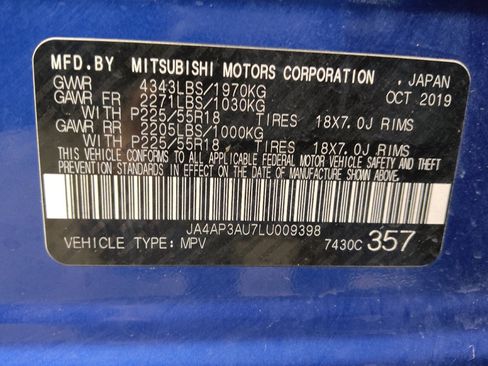 MFD.BY MITSUBISHI MOTORS CORPORATION . JAPAN
GVWR 4343LBS/1970KG OCT 2019
GAWR FR 2271LBS/1030KG
WITH P225/55R18 TIRES 18X7.0J RIMS
GAWR RR 2205LBS/1000KG
WITH P225/55R18 TIRES 18X7.0J RIMS
THIS VEHICLE CONFORMS TO ALL APPLICABLE FEDERAL MOTOR VEHICLE SAFETY AND THEFT
PREVENTION STANDARDS IN EFFECT ON THE DATE OF MANUFACTURE SHOWN ABOVE.
JA4AP3AU7LU009398
VEHICLE TYPE: MPV 7430C 357